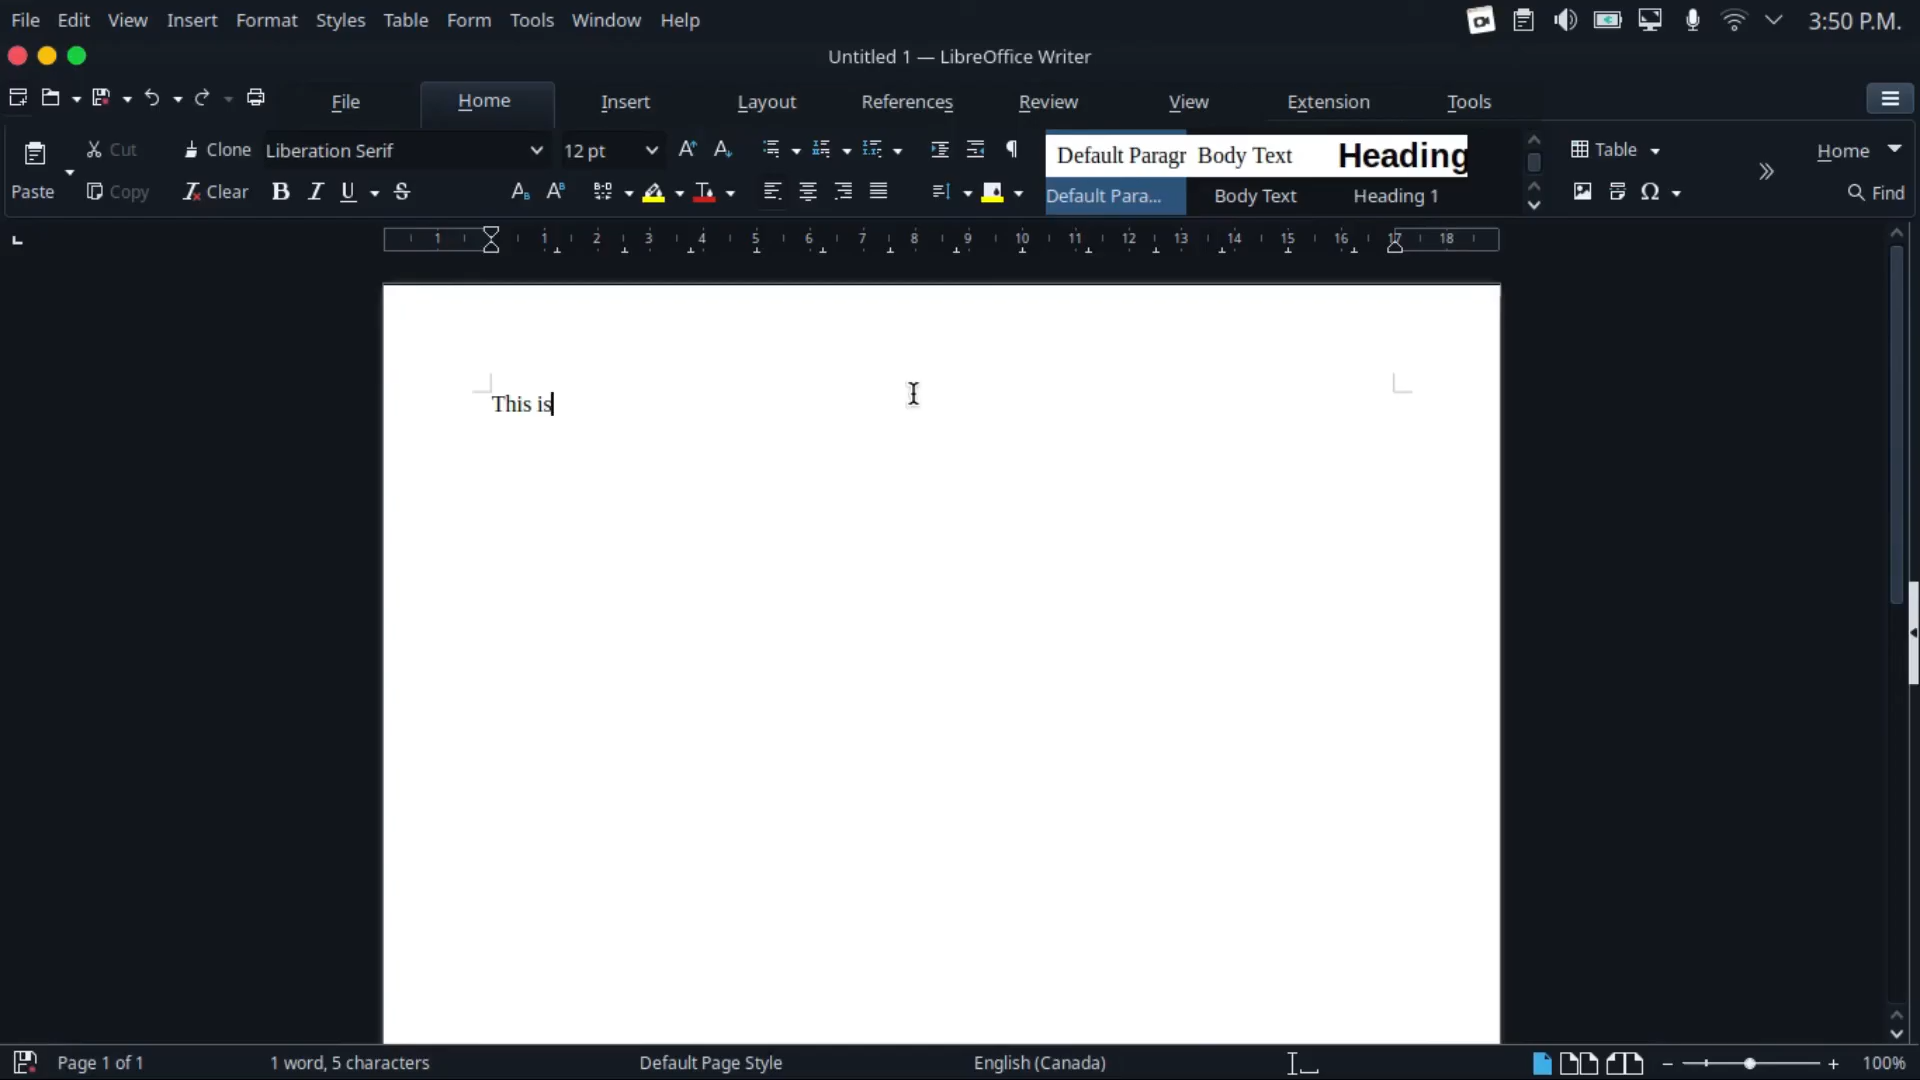 File Edit View Insert Format Styles Table Form Tools Window Help 3:50 P.M.
Untitled 1 — LibreOffice Writer
File Home Insert Layout References Review View Extension Tools
Cut Clone Liberation Serif 12 pt Default Paragr Body Text Heading Table Home
Paste Copy Clear B I U S Default Para... Body Text Heading 1 Find
1 1 2 3 4 5 6 7 8 9 10 11 12 13 14 15 16 17 18
This is
Page 1 of 1 1 word, 5 characters Default Page Style English (Canada) 100%